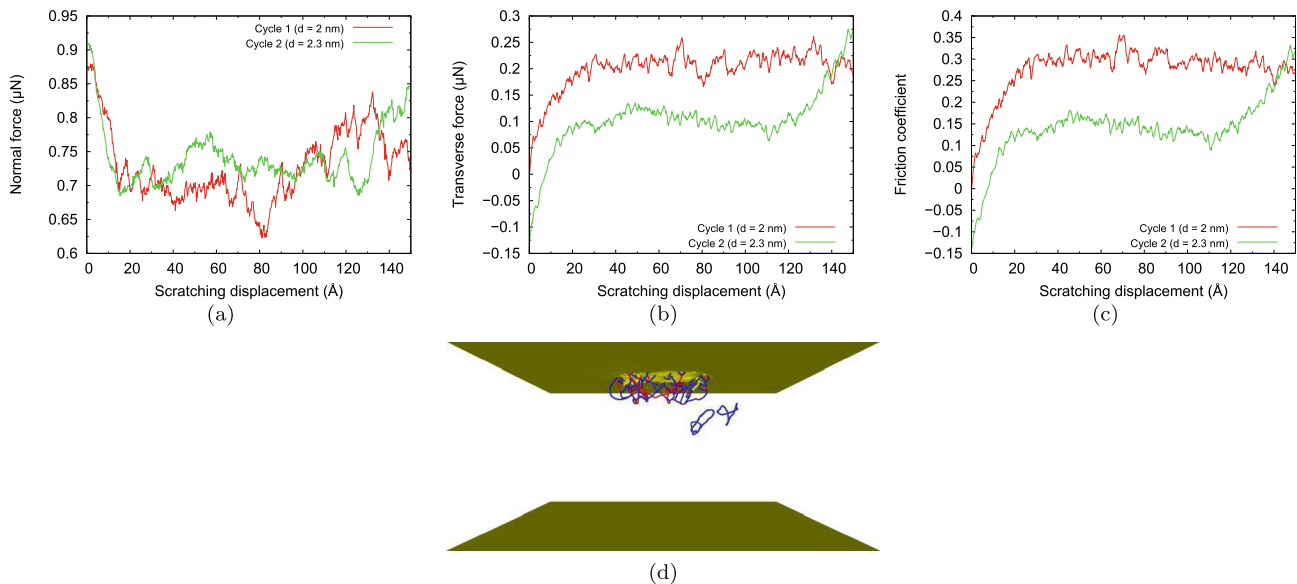 Normal force (μN)
0.95
0.9
0.85
0.8
0.75
0.7
0.65
0.6
Cycle 1 (d = 2 nm)
Cycle 2 (d = 2.3 nm)
0 20 40 60 80 100 120 140
Scratching displacement (Å)
(a)
Transverse force (μN)
0.3
0.25
0.2
0.15
0.1
0.05
0
−0.05
−0.1
−0.15
Cycle 1 (d = 2 nm)
Cycle 2 (d = 2.3 nm)
0 20 40 60 80 100 120 140
Scratching displacement (Å)
(b)
Friction coefficient
0.4
0.35
0.3
0.25
0.2
0.15
0.1
0.05
0
−0.05
−0.1
−0.15
Cycle 1 (d = 2 nm)
Cycle 2 (d = 2.3 nm)
0 20 40 60 80 100 120 140
Scratching displacement (Å)
(c)
(d)